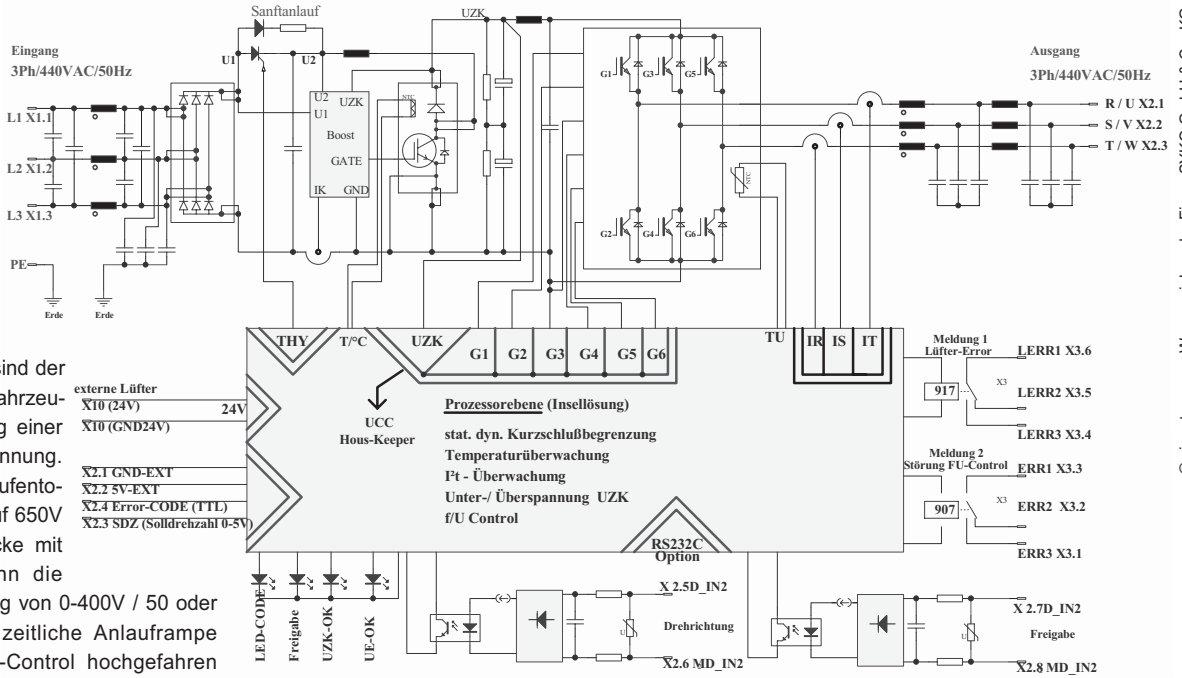 Sanftanlauf
UZK
Eingang
3Ph/440VAC/50Hz
Ausgang
3Ph/440VAC/50Hz
U1
U2
U2
UZK
U1
Boost
GATE
IK
GND
NTC
G1
G3
G5
G2
G4
G6
NTC
L1 X1.1
L2 X1.2
L3 X1.3
PE
Erde
Erde
R / U X2.1
S / V X2.2
T / W X2.3
THY
T/°C
UZK
G1
G2
G3
G4
G5
G6
TU
IR
IS
IT
externe Lüfter
X10 (24V)
24V
X10 (GND24V)
X2.1 GND-EXT
X2.2 5V-EXT
X2.4 Error-CODE (TTL)
X2.3 SDZ (Solldrehzahl 0-5V)
UCC
Hous-Keeper
Prozessorebene (Insellösung)
stat. dyn. Kurzschlußbegrenzung
Temperaturüberwachung
I²t - Überwachumg
Unter-/ Überspannung UZK
f/U Control
RS232C
Option
Meldung 1
Lüfter-Error
917
X3
LERR1 X3.6
LERR2 X3.5
LERR3 X3.4
Meldung 2
Störung FU-Control
907
X3
ERR1 X3.3
ERR2 X3.2
ERR3 X3.1
LED-CODE
Freigabe
UZK-OK
UE-OK
X 2.5D_IN2
Drehrichtung
U
X2.6 MD_IN2
X 2.7D_IN2
Freigabe
U
X2.8 MD_IN2
sind der
ahrzeu-
g einer
nnung.
ufento-
uf 650V
cke mit
nn die
g von 0-400V / 50 oder
zeitliche Anlauframpe
-Control hochgefahren